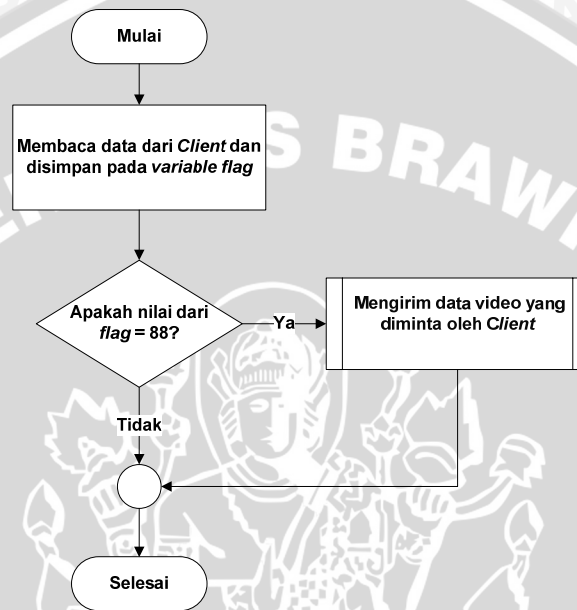 Mulai
Membaca data dari Client dan
disimpan pada variable flag
Apakah nilai dari
flag = 88?
Ya
Mengirim data video yang
diminta oleh Client
Tidak
Selesai
S BRAW